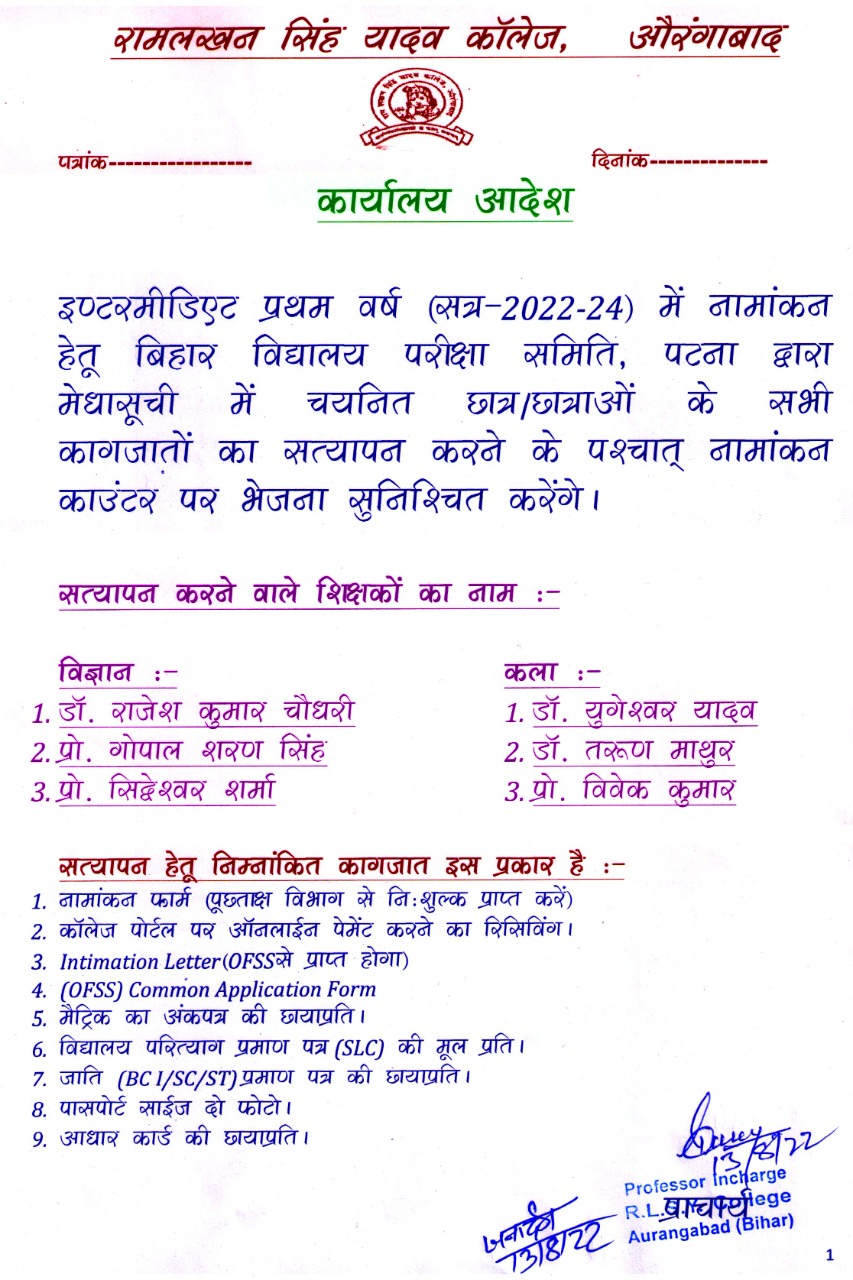 रामलखन सिंह यादव कॉलेज, औरंगाबाद
पत्रांक-----------------
दिनांक--------------
कार्यालय आदेश
इण्टरमीडिएट प्रथम वर्ष (सत्र–2022-24) में नामांकन
हेतू बिहार विद्यालय परीक्षा समिति, पटना द्वारा
मेधासूची में चयनित छात्र/छात्राओं के सभी
कागजातों का सत्यापन करने के पश्चात् नामांकन
काउंटर पर भेजना सुनिश्चित करेंगे।
सत्यापन करने वाले शिक्षकों का नाम :–
विज्ञान :–
1. डॉ. राजेश कुमार चौधरी
2. प्रो. गोपाल शरण सिंह
3. प्रो. सिद्वेश्वर शर्मा
कला :–
1. डॉ. युगेश्वर यादव
2. डॉ. तरूण माथुर
3. प्रो. विवेक कुमार
सत्यापन हेतू निम्नांकित कागजात इस प्रकार है :–
1. नामांकन फार्म (पूछताक्ष विभाग से नि:शुल्क प्राप्त करें)
2. कॉलेज पोर्टल पर ऑनलाईन पेमेंट करने का रिसिविंग।
3. Intimation Letter(OFSSसे प्राप्त होगा)
4. (OFSS) Common Application Form
5. मैट्रिक का अंकपत्र की छायाप्रति।
6. विद्यालय परित्याग प्रमाण पत्र (SLC) की मूल प्रति।
7. जाति (BC I/SC/ST)प्रमाण पत्र की छायाप्रति।
8. पासपोर्ट साईज दो फोटो।
9. आधार कार्ड की छायाप्रति।
13/8/22
Professor Incharge
R.L.
प्राचार्य
Aurangabad (Bihar)
13/8/22
1